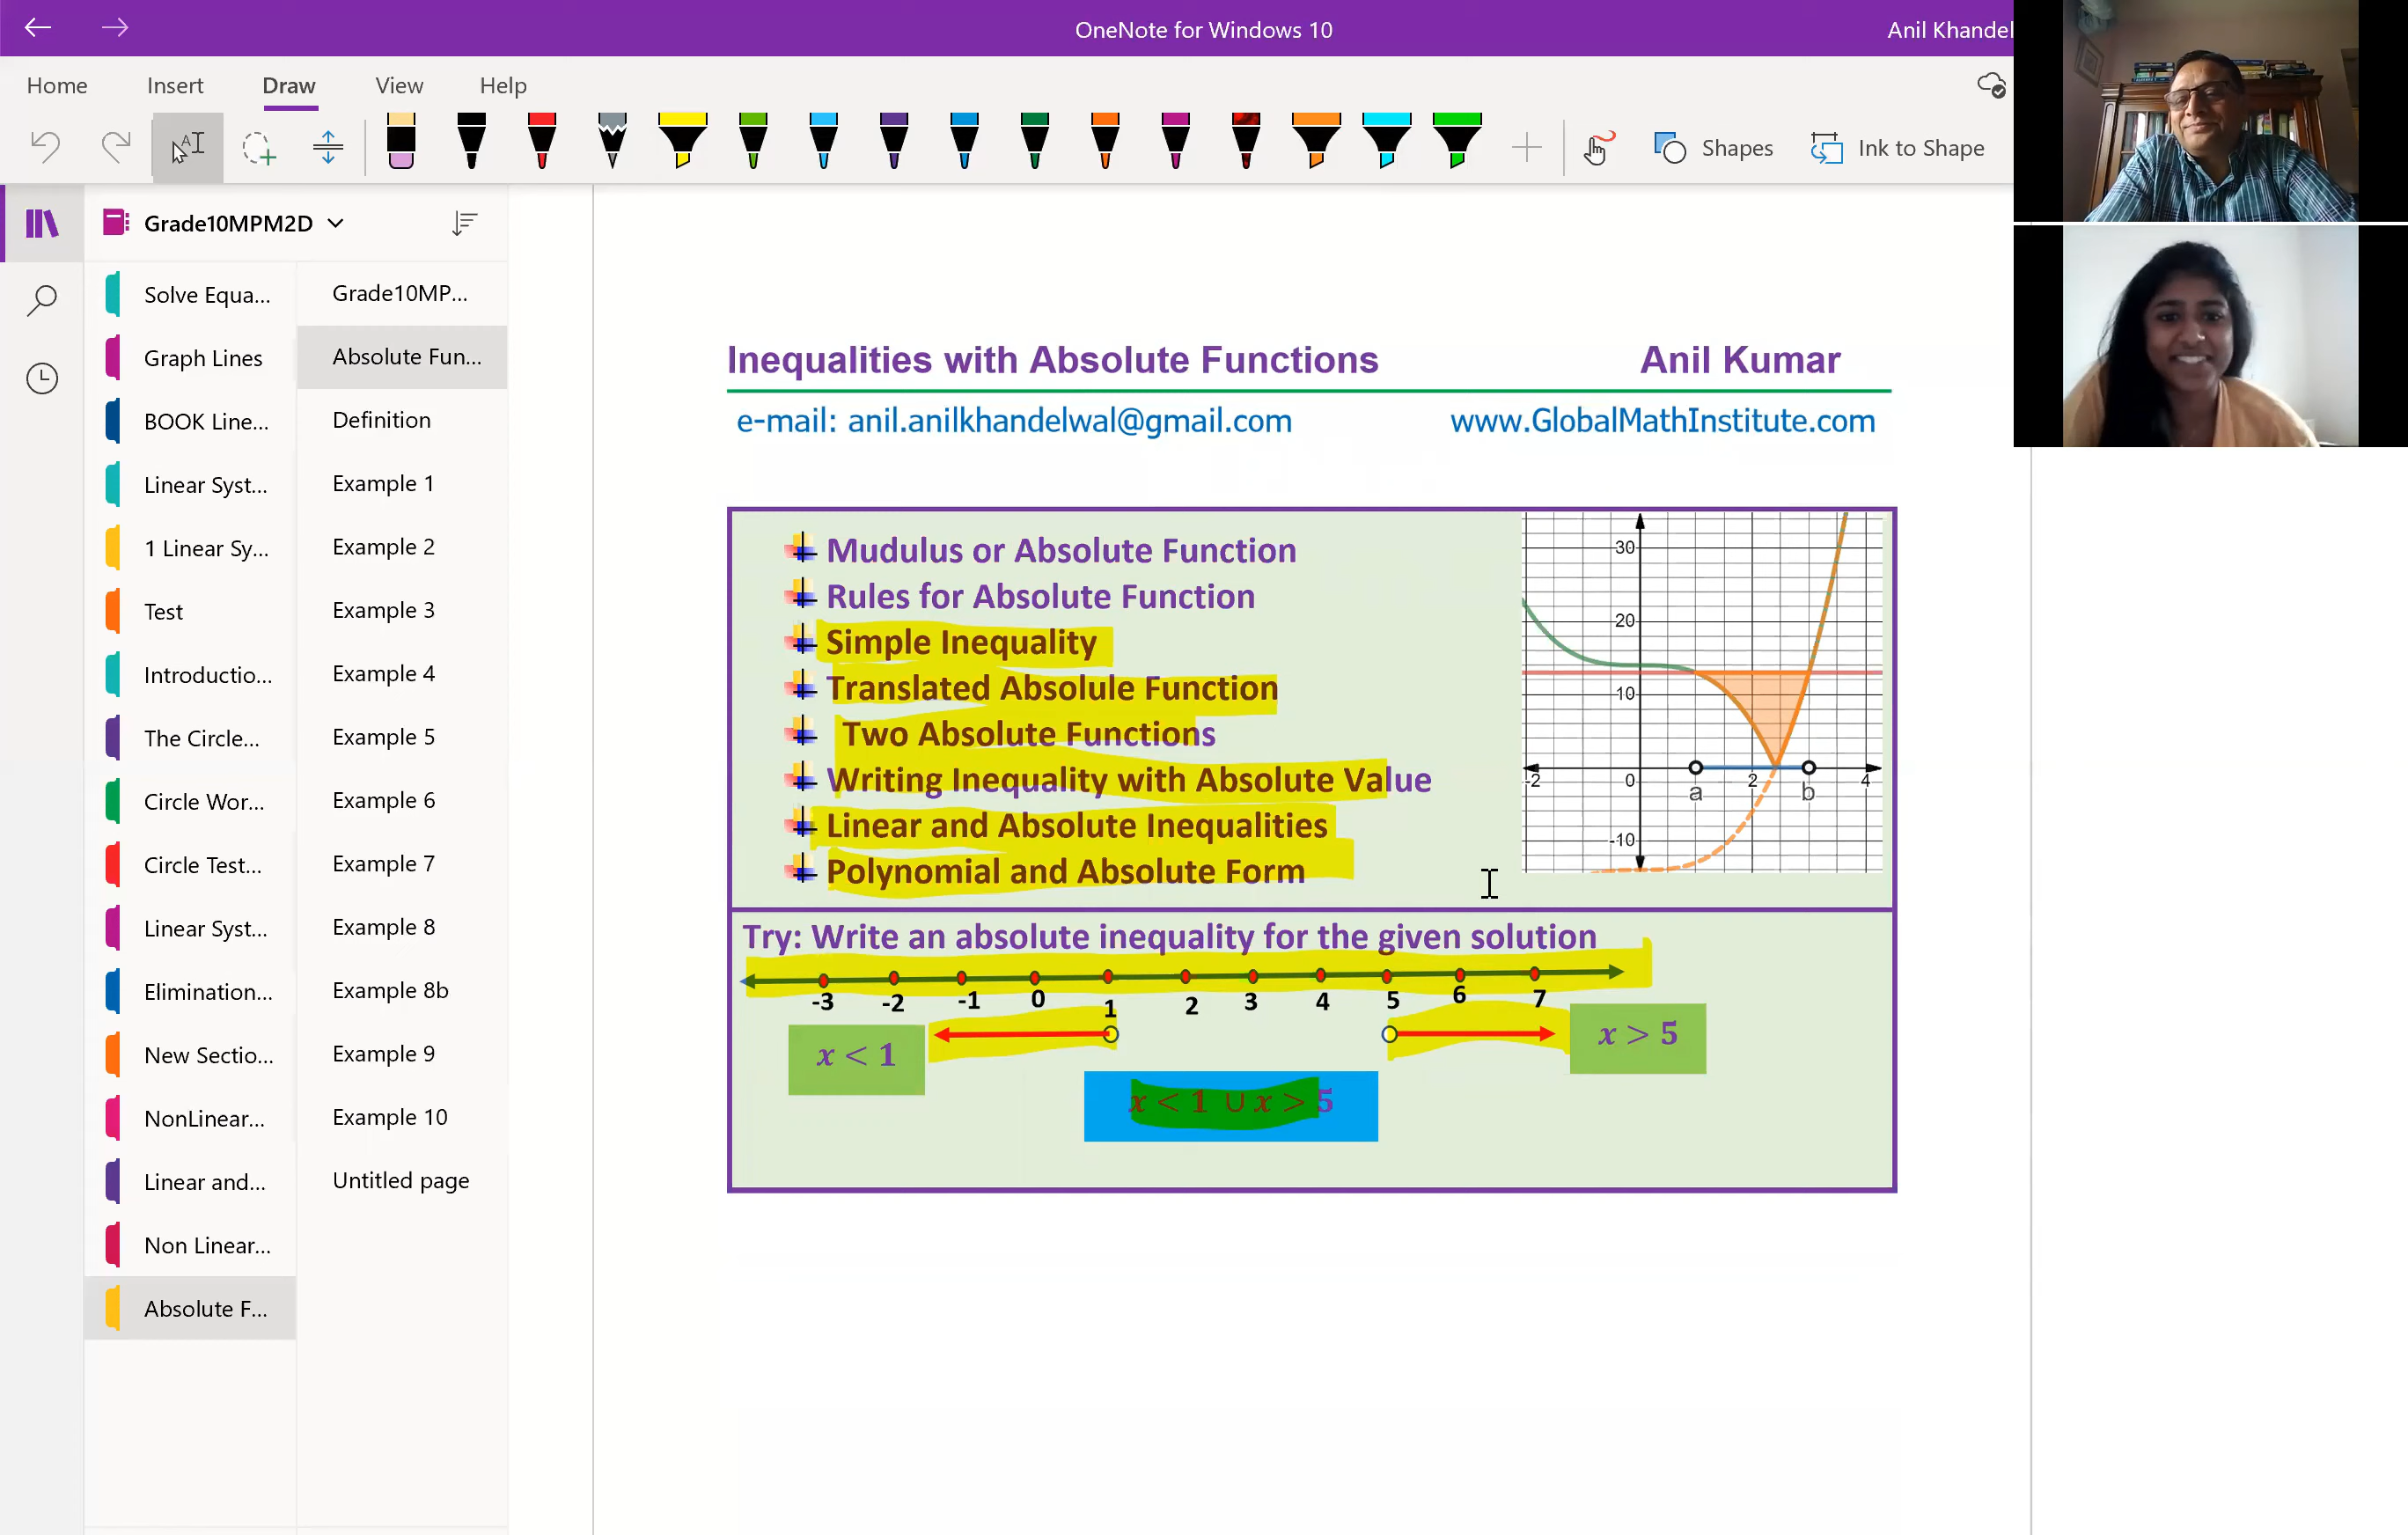 OneNote for Windows 10
Anil Khandel
Home Insert Draw View Help
Shapes Ink to Shape
Grade10MPM2D
Solve Equa...
Graph Lines
BOOK Line...
Linear Syst...
1 Linear Sy...
Test
Introductio...
The Circle...
Circle Wor...
Circle Test...
Linear Syst...
Elimination...
New Sectio...
NonLinear...
Linear and...
Non Linear...
Absolute F...
Grade10MP...
Absolute Fun...
Definition
Example 1
Example 2
Example 3
Example 4
Example 5
Example 6
Example 7
Example 8
Example 8b
Example 9
Example 10
Untitled page
Inequalities with Absolute Functions Anil Kumar
e-mail: anil.anilkhandelwal@gmail.com www.GlobalMathInstitute.com
Mudulus or Absolute Function
Rules for Absolute Function
Simple Inequality
Translated Absolule Function
Two Absolute Functions
Writing Inequality with Absolute Value
Linear and Absolute Inequalities
Polynomial and Absolute Form
30
20
10
-2 0 2 4
a b
-10
Try: Write an absolute inequality for the given solution
-3 -2 -1 0 1 2 3 4 5 6 7
x < 1 x > 5
x < 1 ∪ x > 5